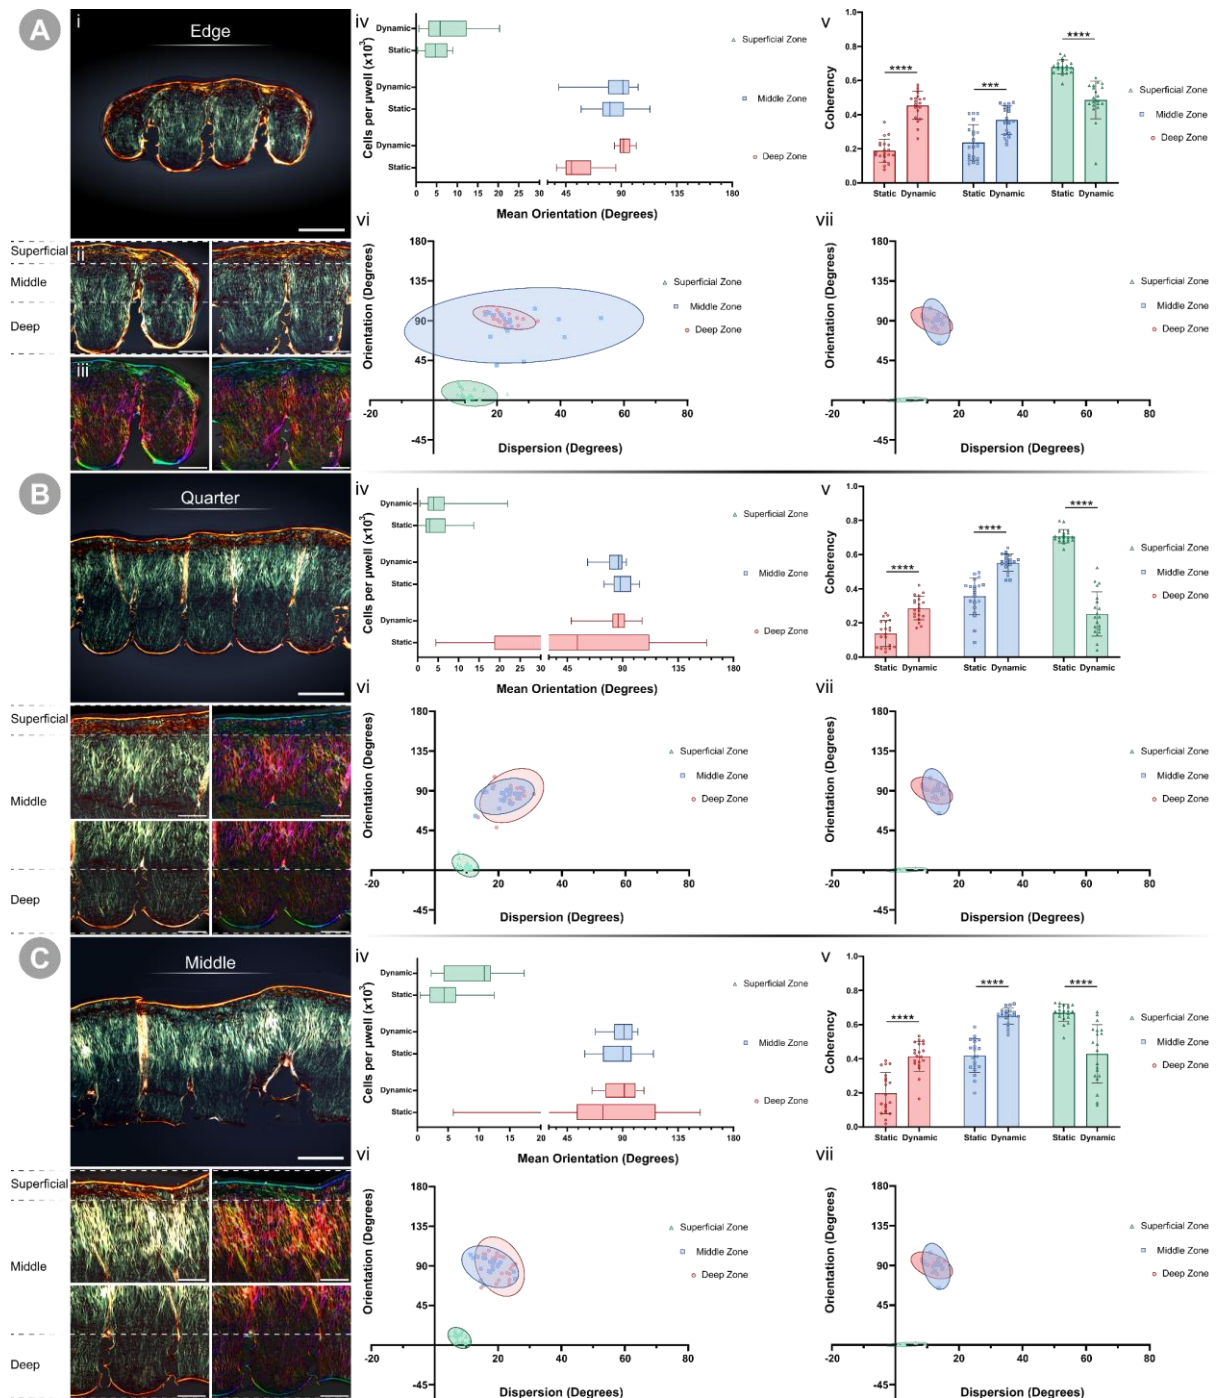 A
i
Edge
Superficial
Middle
Deep
ii
iii
iv
Cells per µwell (x10³)
Dynamic
Static
Dynamic
Static
Dynamic
Static
0 5 10 15 20 25 30 45 90 135 180
Mean Orientation (Degrees)
Superficial Zone
Middle Zone
Deep Zone
v
Coherency
1.0
0.8
0.6
0.4
0.2
0.0
**** *** ****
Static Dynamic Static Dynamic Static Dynamic
Superficial Zone
Middle Zone
Deep Zone
vi
Orientation (Degrees)
180
135
90
45
-45
-20 0 20 40 60 80
Dispersion (Degrees)
Superficial Zone
Middle Zone
Deep Zone
vii
Orientation (Degrees)
180
135
90
45
-45
-20 20 40 60 80
Dispersion (Degrees)
Superficial Zone
Middle Zone
Deep Zone
B
Quarter
Superficial
Middle
Deep
iv
Cells per µwell (x10³)
Dynamic
Static
Dynamic
Static
Dynamic
Static
0 5 10 15 20 25 30 45 90 135 180
Mean Orientation (Degrees)
Superficial Zone
Middle Zone
Deep Zone
v
Coherency
1.0
0.8
0.6
0.4
0.2
0.0
**** **** ****
Static Dynamic Static Dynamic Static Dynamic
Superficial Zone
Middle Zone
Deep Zone
vi
Orientation (Degrees)
180
135
90
45
-45
-20 0 20 40 60 80
Dispersion (Degrees)
Superficial Zone
Middle Zone
Deep Zone
vii
Orientation (Degrees)
180
135
90
45
-45
-20 20 40 60 80
Dispersion (Degrees)
Superficial Zone
Middle Zone
Deep Zone
C
Middle
Superficial
Middle
Deep
iv
Cells per µwell (x10³)
Dynamic
Static
Dynamic
Static
Dynamic
Static
0 5 10 15 20 45 90 135 180
Mean Orientation (Degrees)
Superficial Zone
Middle Zone
Deep Zone
v
Coherency
1.0
0.8
0.6
0.4
0.2
0.0
**** **** ****
Static Dynamic Static Dynamic Static Dynamic
Superficial Zone
Middle Zone
Deep Zone
vi
Orientation (Degrees)
180
135
90
45
-45
-20 0 20 40 60 80
Dispersion (Degrees)
Superficial Zone
Middle Zone
Deep Zone
vii
Orientation (Degrees)
180
135
90
45
-45
-20 20 40 60 80
Dispersion (Degrees)
Superficial Zone
Middle Zone
Deep Zone